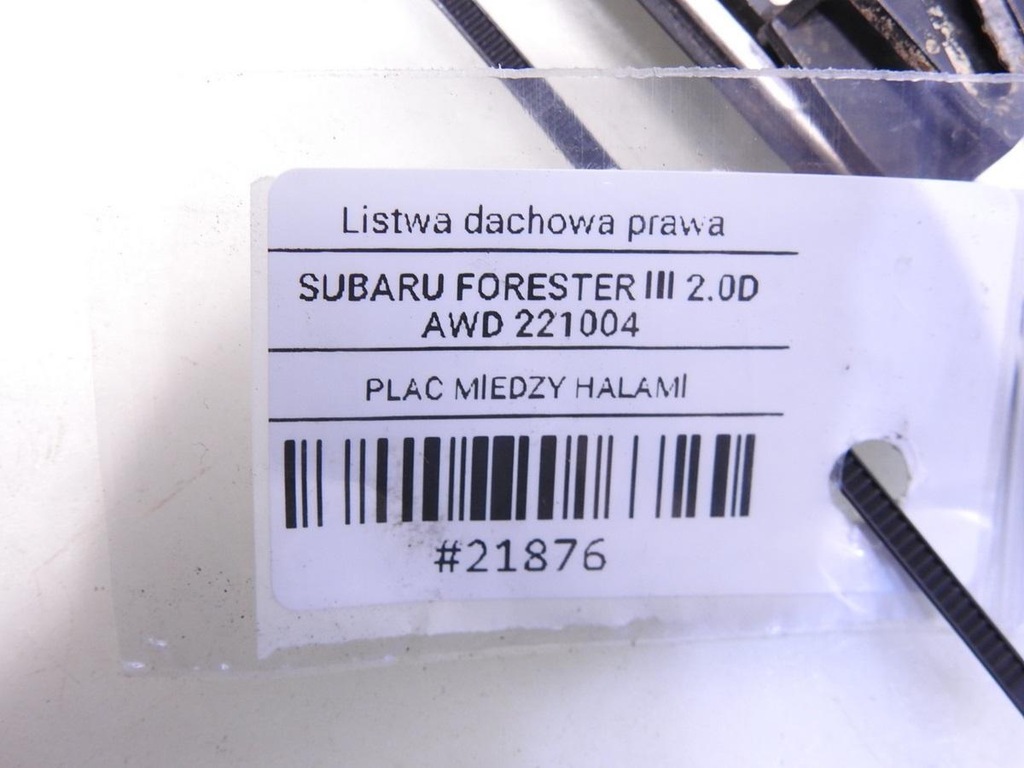 Listwa dachowa prawa
SUBARU FORESTER III 2.0D
AWD 221004
PLAC MIEDZY HALAMI
#21876